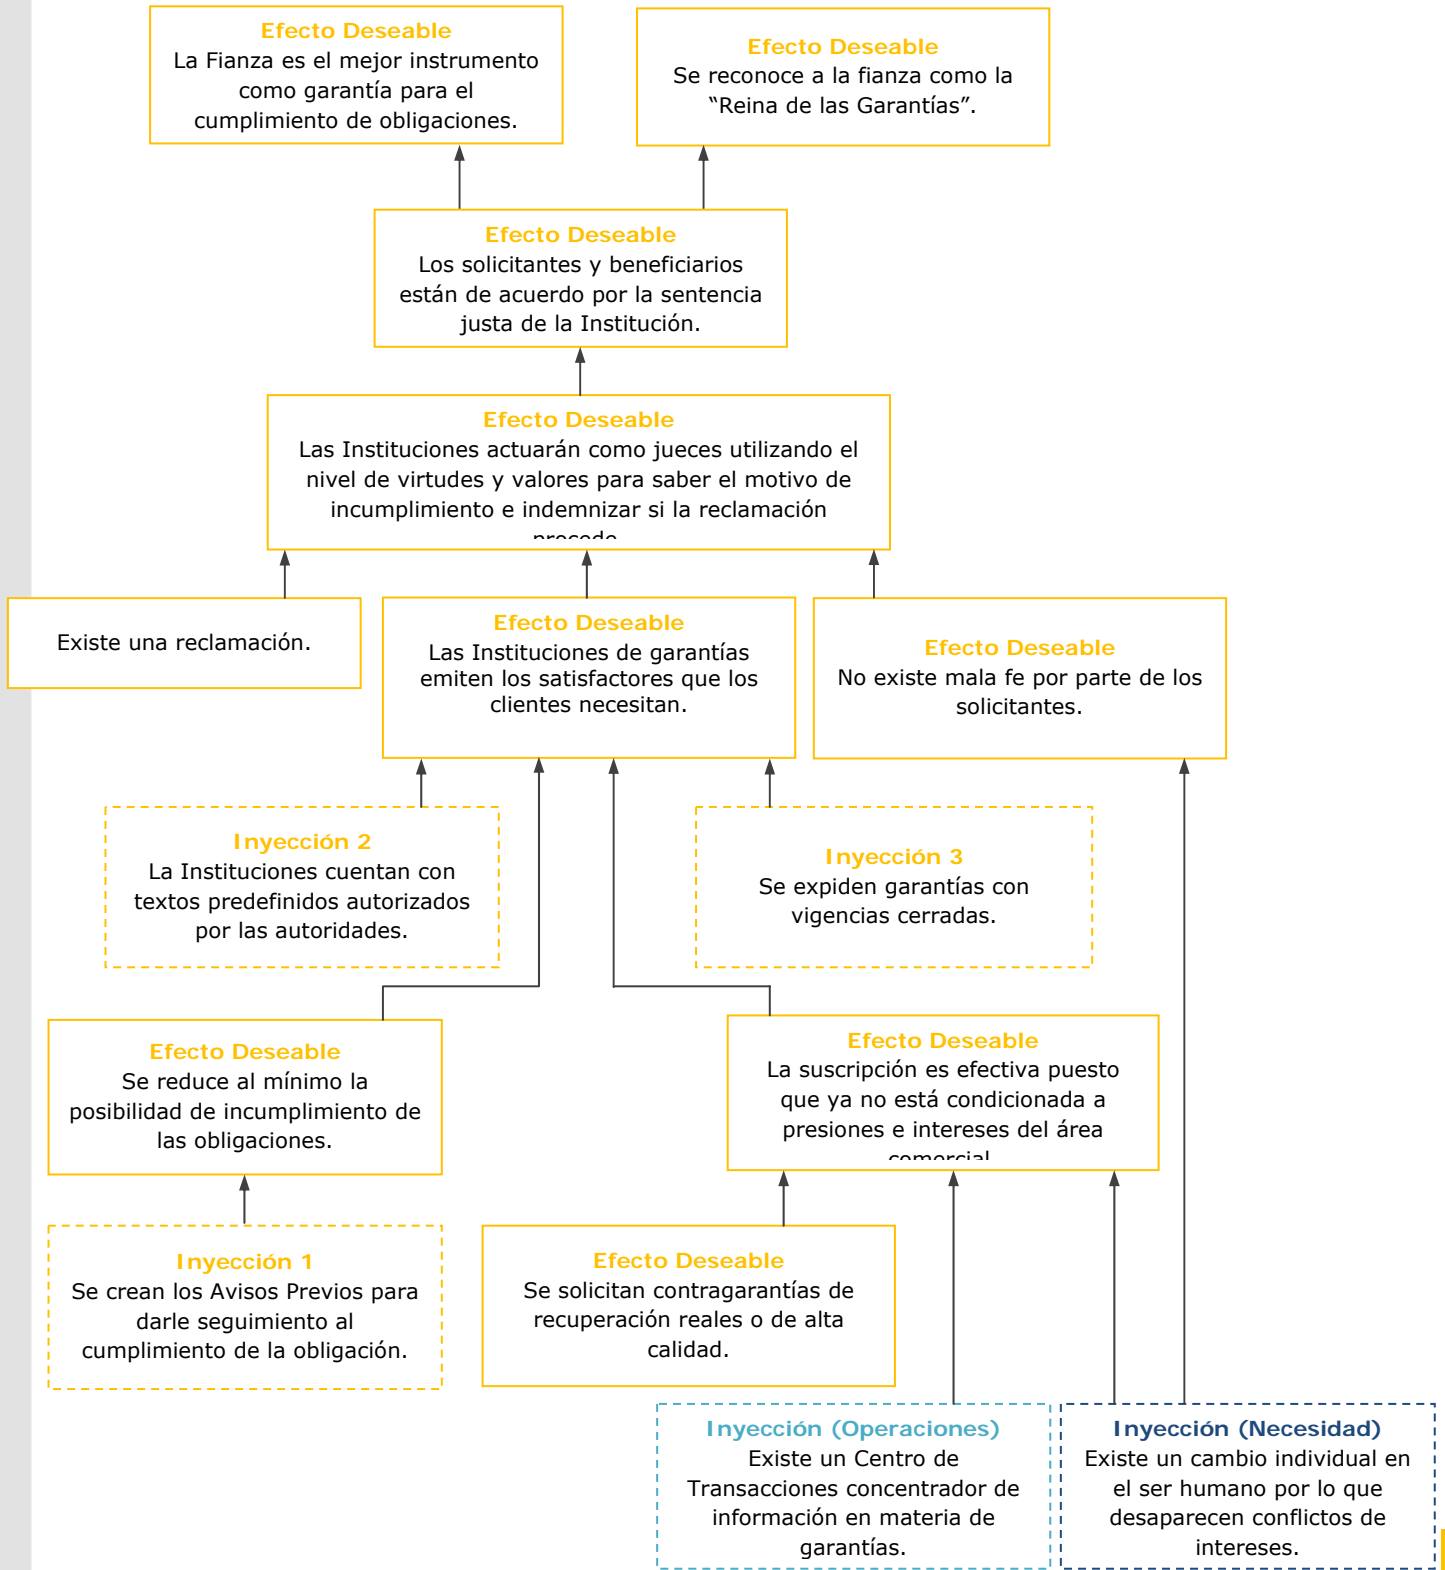 Efecto Deseable
La Fianza es el mejor instrumento
como garantía para el
cumplimiento de obligaciones.
Efecto Deseable
Se reconoce a la fianza como la
“Reina de las Garantías”.
Efecto Deseable
Los solicitantes y beneficiarios
están de acuerdo por la sentencia
justa de la Institución.
Efecto Deseable
Las Instituciones actuarán como jueces utilizando el
nivel de virtudes y valores para saber el motivo de
incumplimiento e indemnizar si la reclamación
procede
Existe una reclamación.
Efecto Deseable
Las Instituciones de garantías
emiten los satisfactores que los
clientes necesitan.
Efecto Deseable
No existe mala fe por parte de los
solicitantes.
Inyección 2
La Instituciones cuentan con
textos predefinidos autorizados
por las autoridades.
Inyección 3
Se expiden garantías con
vigencias cerradas.
Efecto Deseable
Se reduce al mínimo la
posibilidad de incumplimiento de
las obligaciones.
Efecto Deseable
La suscripción es efectiva puesto
que ya no está condicionada a
presiones e intereses del área
comercial
Inyección 1
Se crean los Avisos Previos para
darle seguimiento al
cumplimiento de la obligación.
Efecto Deseable
Se solicitan contragarantías de
recuperación reales o de alta
calidad.
Inyección (Operaciones)
Existe un Centro de
Transacciones concentrador de
información en materia de
garantías.
Inyección (Necesidad)
Existe un cambio individual en
el ser humano por lo que
desaparecen conflictos de
intereses.